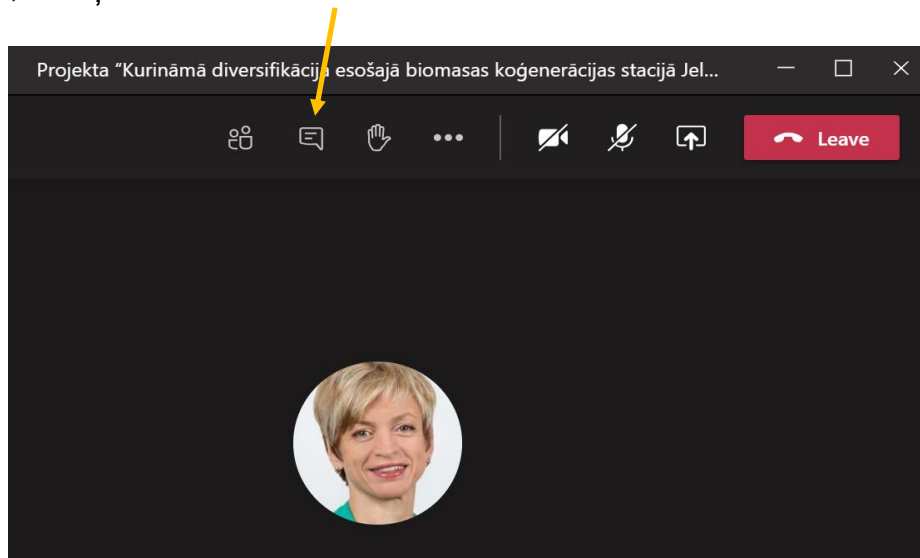 Projekta “Kurināmā diversifikācija esošajā biomasas koģenerācijas stacijā Jel...
Leave